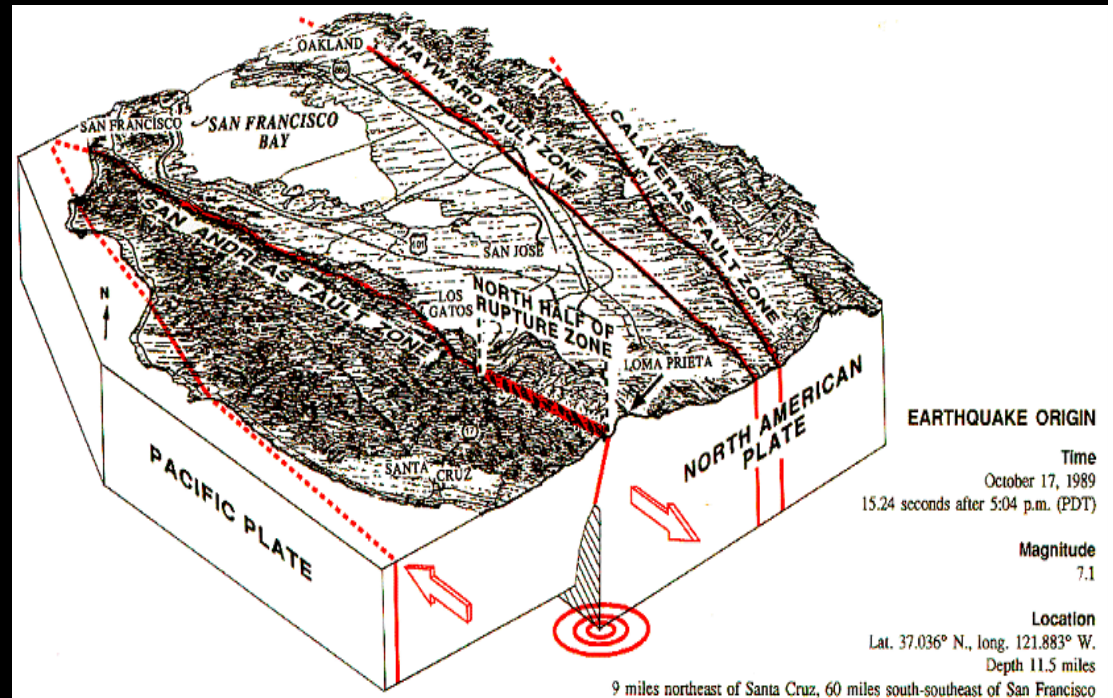 OAKLAND
880
HAYWARD FAULT ZONE
CALAVERAS FAULT ZONE
SAN FRANCISCO
SAN FRANCISCO
BAY
SAN ANDREAS FAULT ZONE
101
SAN JOSE
N
LOS
GATOS
NORTH HALF OF
RUPTURE ZONE
LOMA PRIETA
17
SANTA CRUZ
PACIFIC PLATE
NORTH AMERICAN
PLATE
EARTHQUAKE ORIGIN
Time
October 17, 1989
15.24 seconds after 5:04 p.m. (PDT)
Magnitude
7.1
Location
Lat. 37.036° N., long. 121.883° W.
Depth 11.5 miles
9 miles northeast of Santa Cruz, 60 miles south-southeast of San Francisco